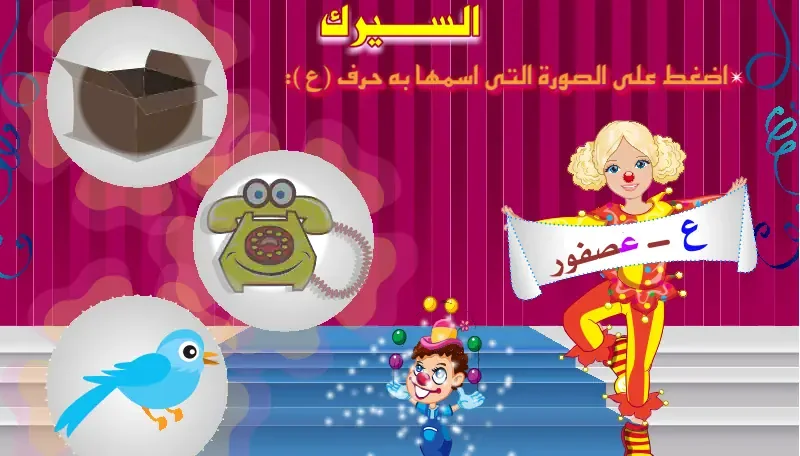 السيرك
*اضغط على الصورة التى اسمها به حرف (ع):
ع - عصفور